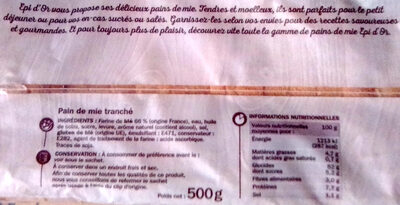 Epi d'Or vous propose ses délicieux pains de mie. Tendres et moelleux, ils sont parfaits pour le petit
déjeuner ou pour vos en-cas sucrés ou salés. Garnissez-les selon vos envies pour des recettes savoureuses
et gourmandes. Et pour toujours plus de plaisir, découvrez vite toute la gamme de pains de mie Epi d'Or.
Pain de mie tranché
INGRÉDIENTS : Farine de blé 66 % (origine France), eau, huile
de colza, sucre, levure, arôme naturel (contient alcool), sel,
gluten de blé (origine UE), émulsifiant : E471, conservateur :
E282, agent de traitement de la farine : acide ascorbique.
Traces de soja.
CONSERVATION : À consommer de préférence avant le :
voir sous le sachet.
À conserver dans un endroit frais et sec.
Afin de conserver toutes les qualités de ce produit,
nous vous conseillons de refermer le sachet
après usage à l'aide du clip d'origine.
Poids net : 500g
INFORMATIONS NUTRITIONNELLES
Valeurs nutritionnelles
moyennes pour : 100 g
Énergie
Matières grasses
dont acides gras saturés
Glucides
dont sucres
Fibres alimentaires
Protéines
Sel